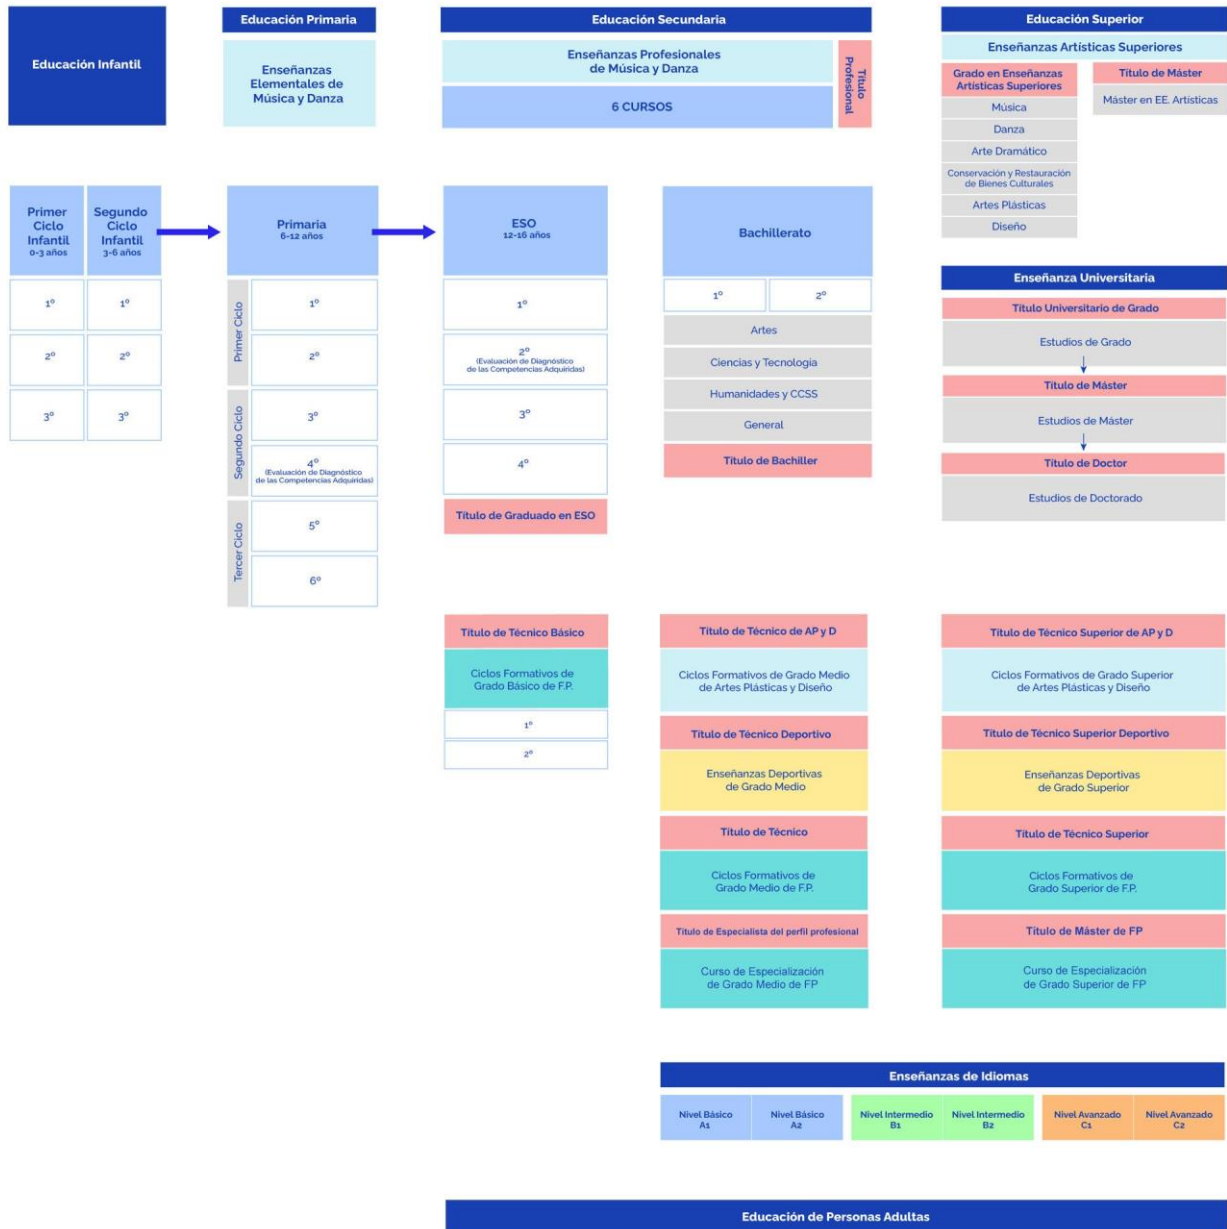 Educación Infantil
Educación Primaria
Enseñanzas
Elementales de
Música y Danza
Educación Secundaria
Enseñanzas Profesionales
de Música y Danza
6 CURSOS
Título
Profesional
Educación Superior
Enseñanzas Artísticas Superiores
Grado en Enseñanzas
Artísticas Superiores
Música
Danza
Arte Dramático
Conservación y Restauración
de Bienes Culturales
Artes Plásticas
Diseño
Título de Máster
Máster en EE. Artísticas
Primer
Ciclo
Infantil
0-3 años
1º
2º
3º
Segundo
Ciclo
Infantil
3-6 años
1º
2º
3º
Primaria
6-12 años
Primer Ciclo
1º
2º
Segundo Ciclo
3º
4º
(Evaluación de Diagnóstico
de las Competencias Adquiridas)
Tercer Ciclo
5º
6º
ESO
12-16 años
1º
2º
(Evaluación de Diagnóstico
de las Competencias Adquiridas)
3º
4º
Título de Graduado en ESO
Bachillerato
1º
2º
Artes
Ciencias y Tecnología
Humanidades y CCSS
General
Título de Bachiller
Enseñanza Universitaria
Título Universitario de Grado
Estudios de Grado
Título de Máster
Estudios de Máster
Título de Doctor
Estudios de Doctorado
Título de Técnico Básico
Ciclos Formativos de
Grado Básico de F.P.
1º
2º
Título de Técnico de AP y D
Ciclos Formativos de Grado Medio
de Artes Plásticas y Diseño
Título de Técnico Deportivo
Enseñanzas Deportivas
de Grado Medio
Título de Técnico
Ciclos Formativos de
Grado Medio de F.P.
Título de Especialista del perfil profesional
Curso de Especialización
de Grado Medio de FP
Título de Técnico Superior de AP y D
Ciclos Formativos de Grado Superior
de Artes Plásticas y Diseño
Título de Técnico Superior Deportivo
Enseñanzas Deportivas
de Grado Superior
Título de Técnico Superior
Ciclos Formativos de
Grado Superior de F.P.
Título de Máster de FP
Curso de Especialización
de Grado Superior de FP
Enseñanzas de Idiomas
Nivel Básico
A1
Nivel Básico
A2
Nivel Intermedio
B1
Nivel Intermedio
B2
Nivel Avanzado
C1
Nivel Avanzado
C2
Educación de Personas Adultas